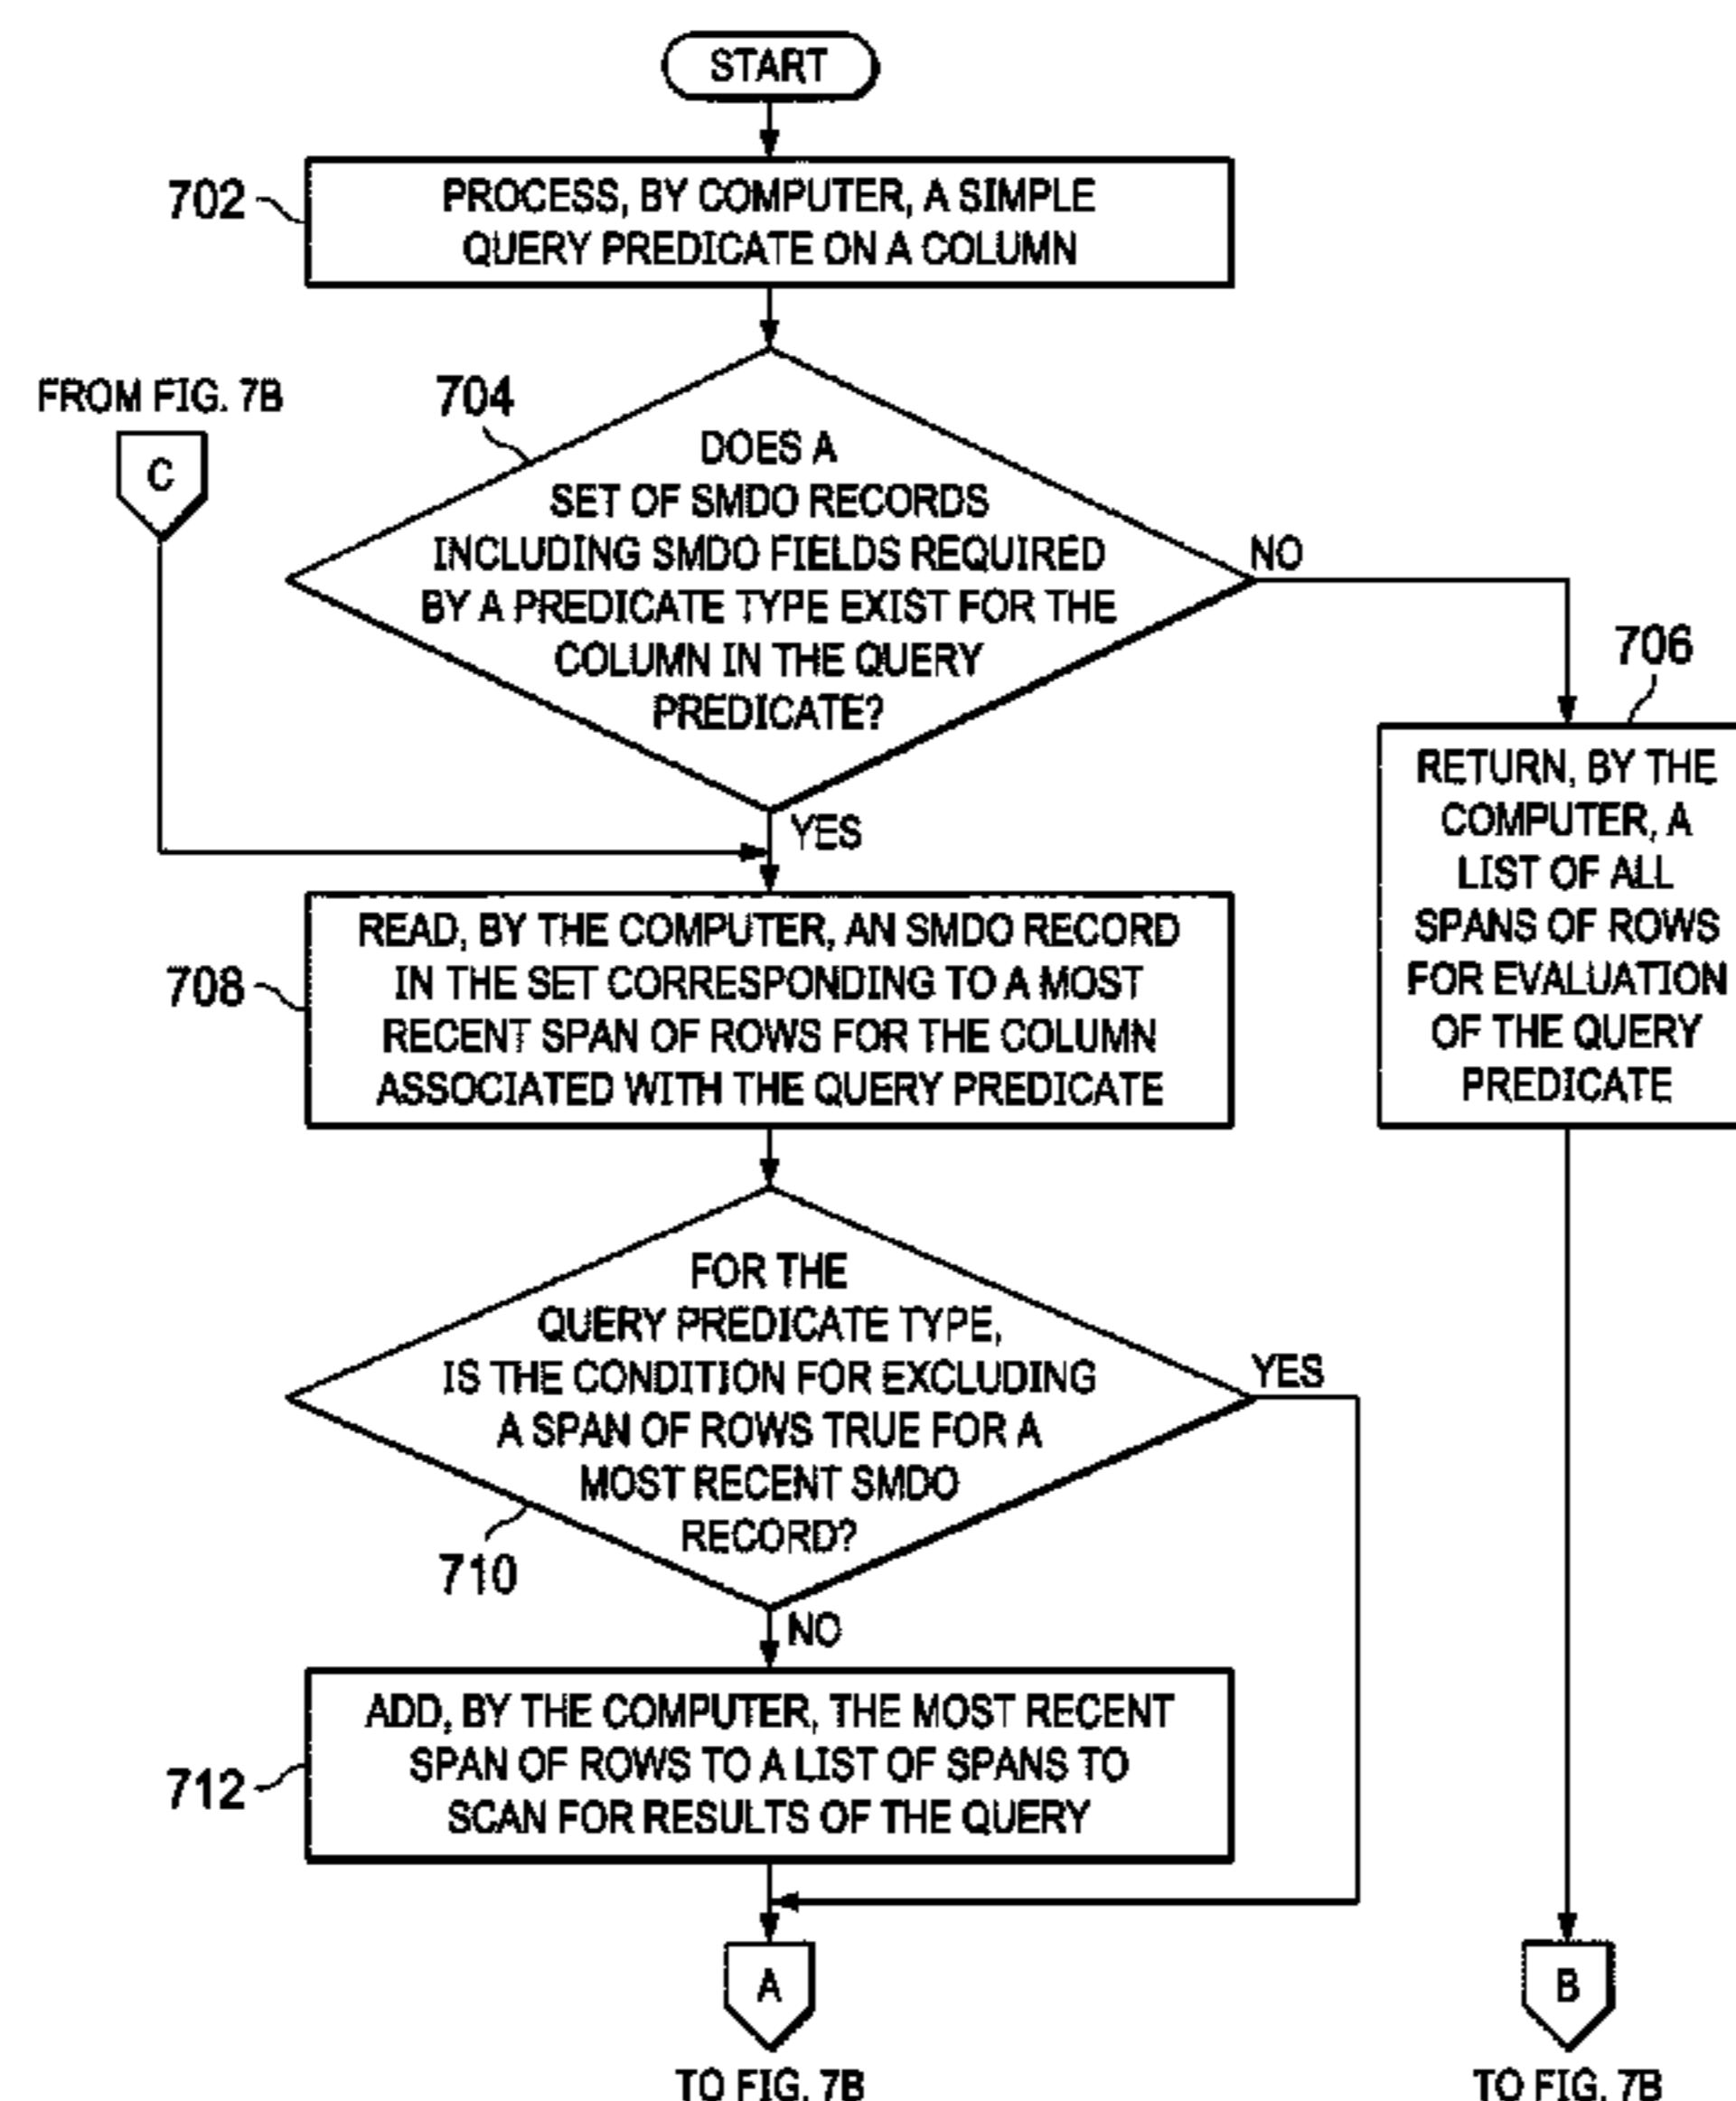 START
702
PROCESS, BY COMPUTER, A SIMPLE
QUERY PREDICATE ON A COLUMN
FROM FIG. 7B
C
704
DOES A
SET OF SMDO RECORDS
INCLUDING SMDO FIELDS REQUIRED
BY A PREDICATE TYPE EXIST FOR THE
COLUMN IN THE QUERY
PREDICATE?
NO
YES
706
RETURN, BY THE
COMPUTER, A
LIST OF ALL
SPANS OF ROWS
FOR EVALUATION
OF THE QUERY
PREDICATE
708
READ, BY THE COMPUTER, AN SMDO RECORD
IN THE SET CORRESPONDING TO A MOST
RECENT SPAN OF ROWS FOR THE COLUMN
ASSOCIATED WITH THE QUERY PREDICATE
FOR THE
QUERY PREDICATE TYPE,
IS THE CONDITION FOR EXCLUDING
A SPAN OF ROWS TRUE FOR A
MOST RECENT SMDO
RECORD?
YES
710
NO
712
ADD, BY THE COMPUTER, THE MOST RECENT
SPAN OF ROWS TO A LIST OF SPANS TO
SCAN FOR RESULTS OF THE QUERY
A
TO FIG. 7B
B
TO FIG. 7B